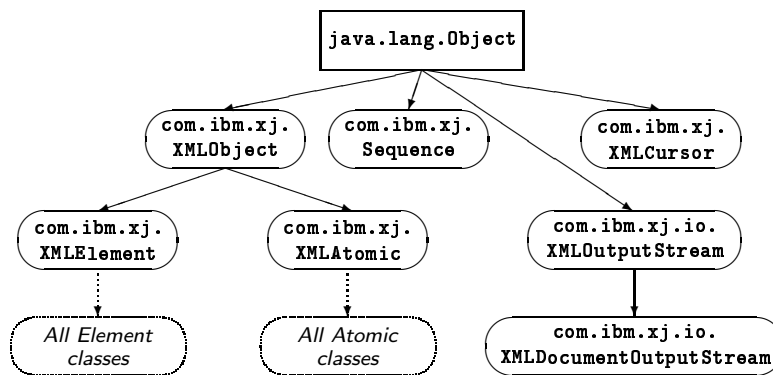 java.lang.Object
com.ibm.xj.
XMLObject
com.ibm.xj.
Sequence
com.ibm.xj.
XMLCursor
com.ibm.xj.
XMLElement
com.ibm.xj.
XMLAtomic
com.ibm.xj.io.
XMLOutputStream
All Element
classes
All Atomic
classes
com.ibm.xj.io.
XMLDocumentOutputStream